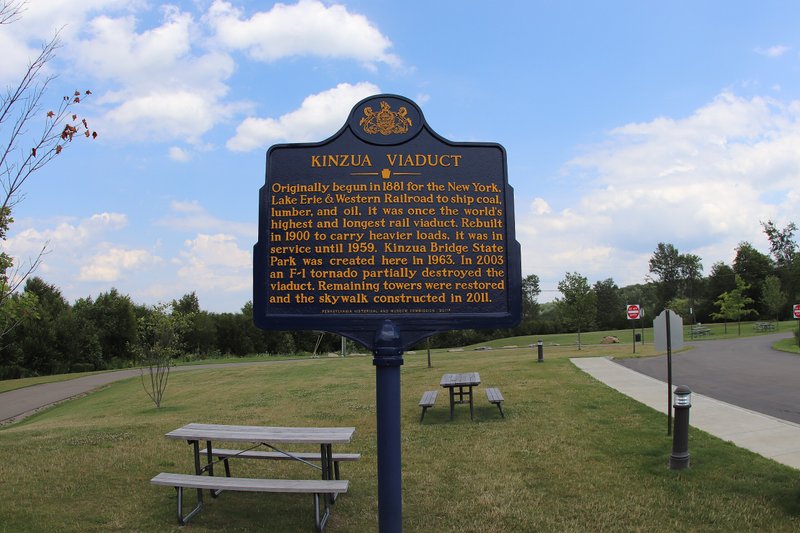 KINZUA VIADUCT
Originally begun in 1881 for the New York,
Lake Erie & Western Railroad to ship coal,
lumber, and oil. It was once the world's
highest and longest rail viaduct. Rebuilt
in 1900 to carry heavier loads, it was in
service until 1959. Kinzua Bridge State
Park was created here in 1963. In 2003
an F-1 tornado partially destroyed the
viaduct. Remaining towers were restored
and the skywalk constructed in 2011.
PENNSYLVANIA HISTORICAL AND MUSEUM COMMISSION